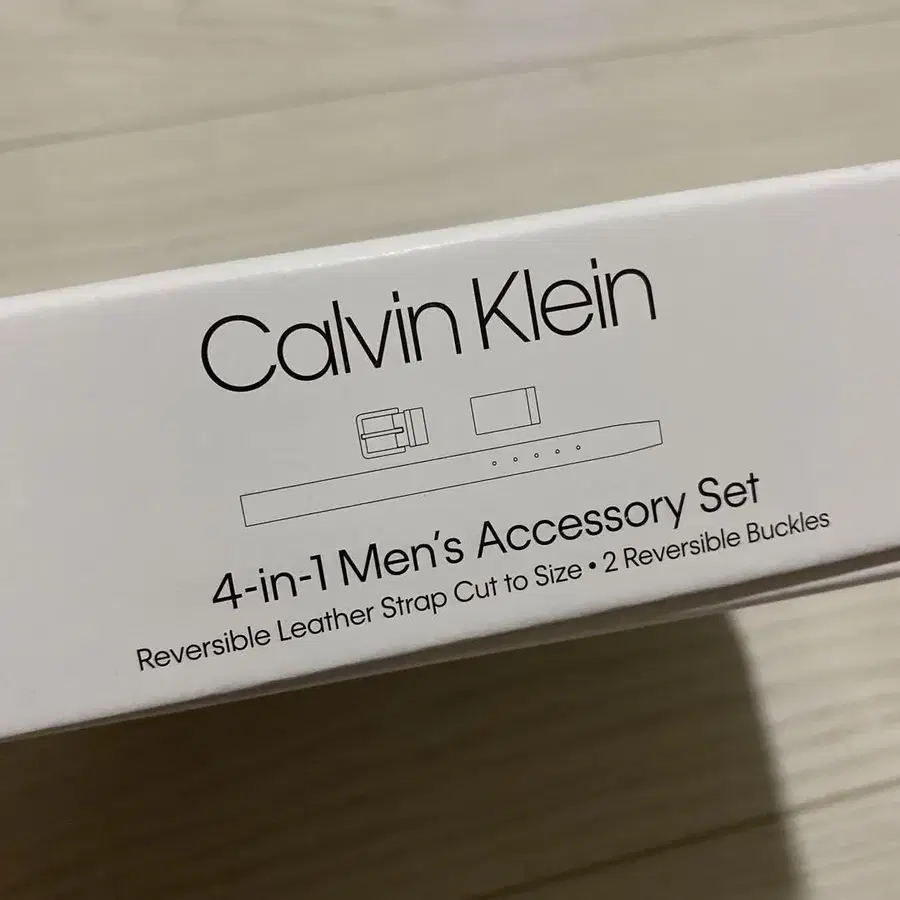 Calvin Klein
4-in-1 Men's Accessory Set
Reversible Leather Strap Cut to Size • 2 Reversible Buckles